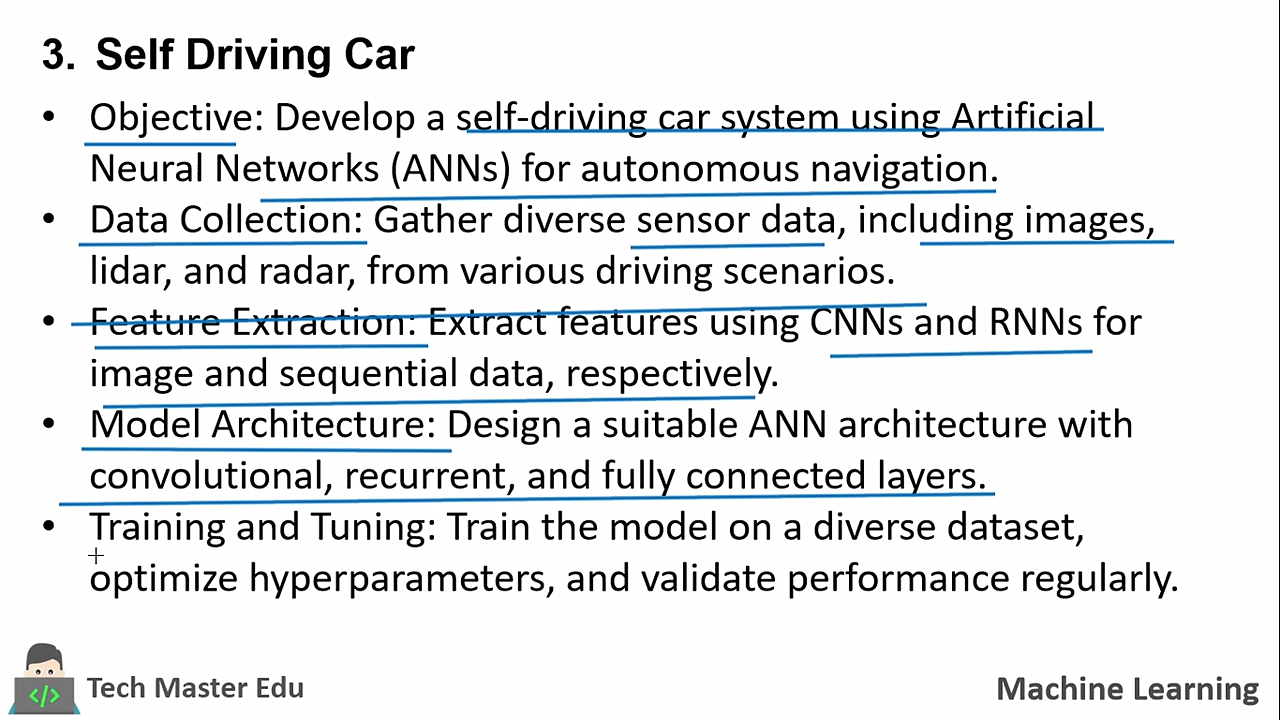 3. Self Driving Car
• Objective: Develop a self-driving car system using Artificial
Neural Networks (ANNs) for autonomous navigation.
• Data Collection: Gather diverse sensor data, including images,
lidar, and radar, from various driving scenarios.
• Feature Extraction: Extract features using CNNs and RNNs for
image and sequential data, respectively.
• Model Architecture: Design a suitable ANN architecture with
convolutional, recurrent, and fully connected layers.
• Training and Tuning: Train the model on a diverse dataset,
optimize hyperparameters, and validate performance regularly.
</>
Tech Master Edu
Machine Learning